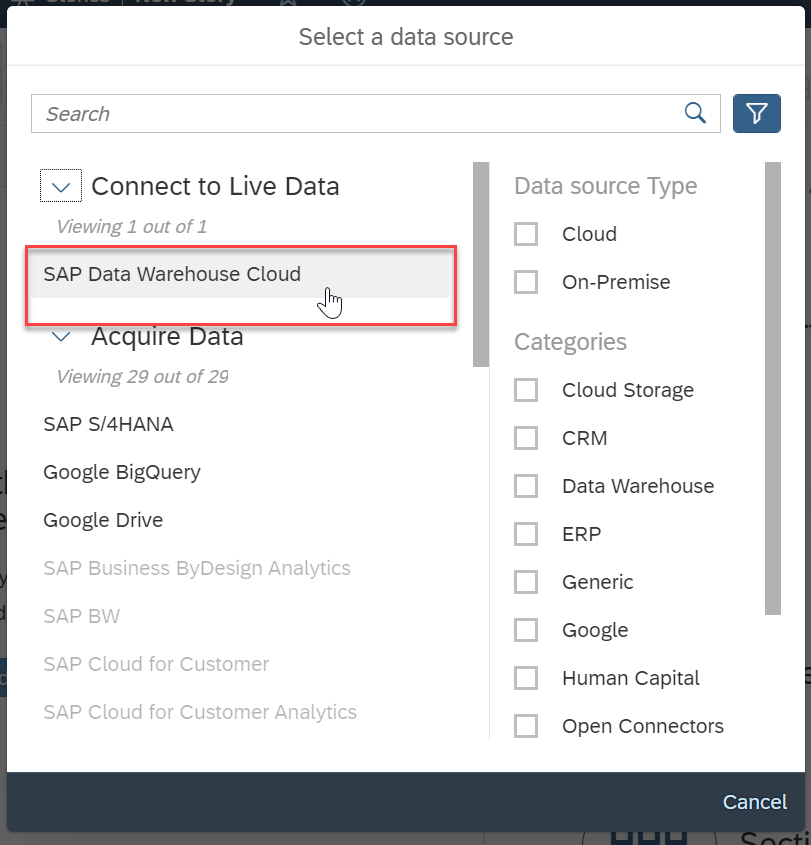 Select a data source
Search
Connect to Live Data
Viewing 1 out of 1
SAP Data Warehouse Cloud
Acquire Data
Viewing 29 out of 29
SAP S/4HANA
Google BigQuery
Google Drive
SAP Business ByDesign Analytics
SAP BW
SAP Cloud for Customer
SAP Cloud for Customer Analytics
Data source Type
Cloud
On-Premise
Categories
Cloud Storage
CRM
Data Warehouse
ERP
Generic
Google
Human Capital
Open Connectors
Cancel